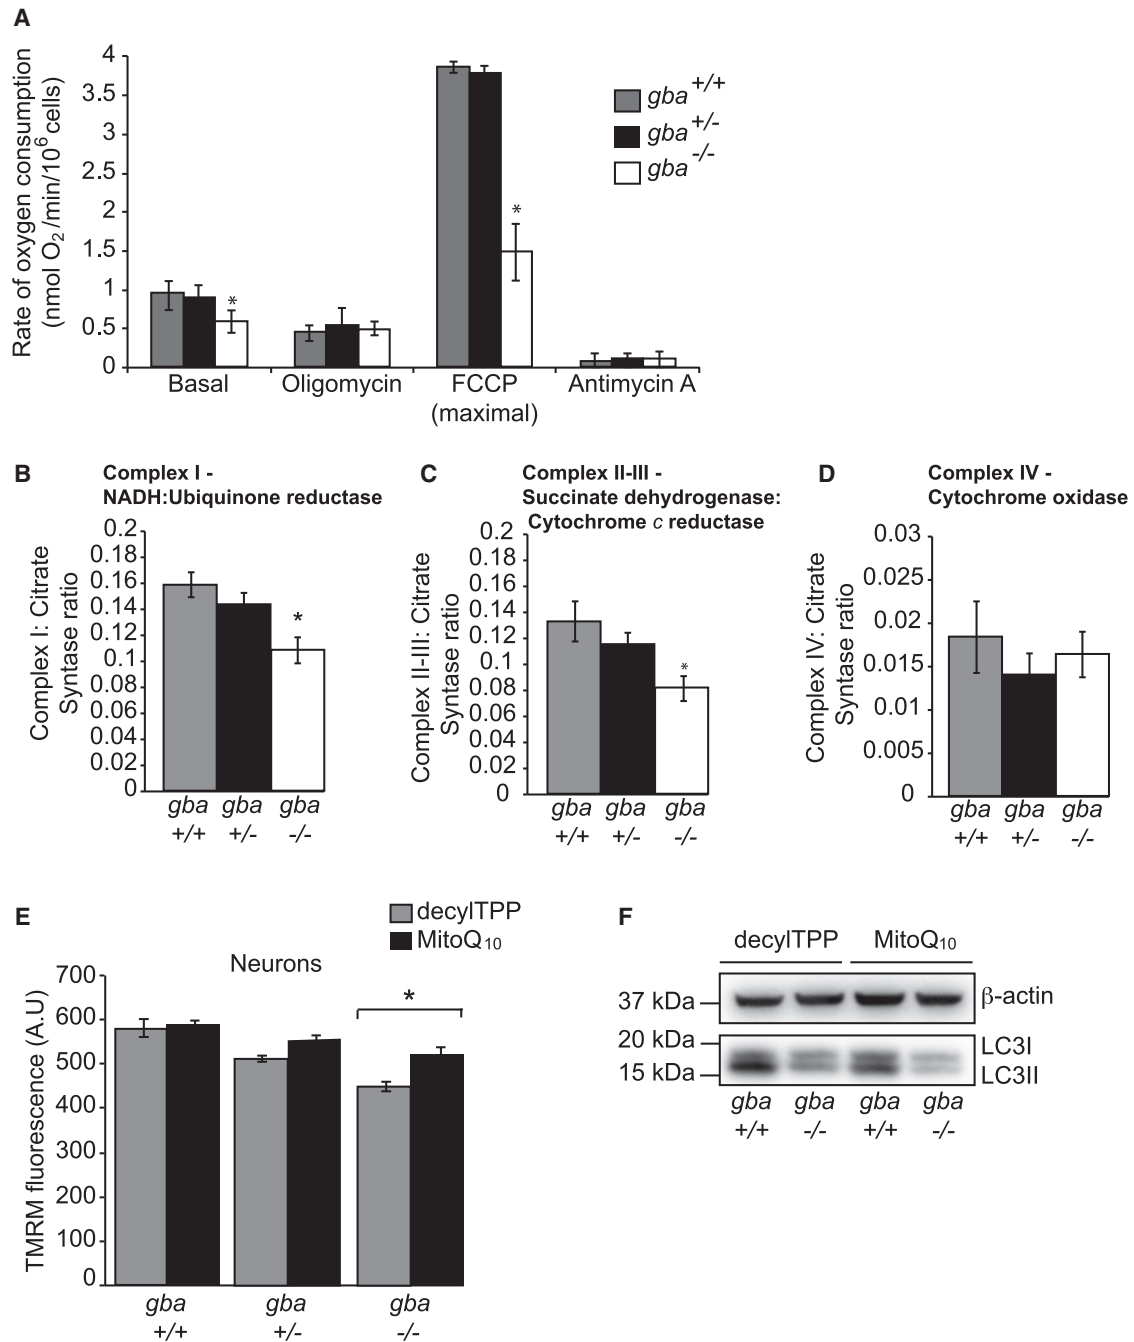 A
Rate of oxygen consumption
(nmol O2 /min/10^6 cells)
4
3.5
3
2.5
2
1.5
1
0.5
0
*
*
Basal
Oligomycin
FCCP
(maximal)
Antimycin A
gba +/+
gba +/-
gba -/-
B
Complex I -
NADH:Ubiquinone reductase
Complex I: Citrate
Syntase ratio
0.2
0.18
0.16
0.14
0.12
0.1
0.08
0.06
0.04
0.02
0
*
gba gba gba
+/+ +/- -/-
C
Complex II-III -
Succinate dehydrogenase:
Cytochrome c reductase
Complex II-III: Citrate
Syntase ratio
0.2
0.18
0.16
0.14
0.12
0.1
0.08
0.06
0.04
0.02
0
*
gba gba gba
+/+ +/- -/-
D
Complex IV -
Cytochrome oxidase
Complex IV: Citrate
Syntase ratio
0.03
0.025
0.02
0.015
0.01
0.005
0
gba gba gba
+/+ +/- -/-
E
decylTPP
MitoQ10
Neurons
TMRM fluorescence (A.U)
700
600
500
400
300
200
100
0
*
gba gba gba
+/+ +/- -/-
F
decylTPP MitoQ10
37 kDa
β-actin
20 kDa
15 kDa
LC3I
LC3II
gba gba gba gba
+/+ -/- +/+ -/-